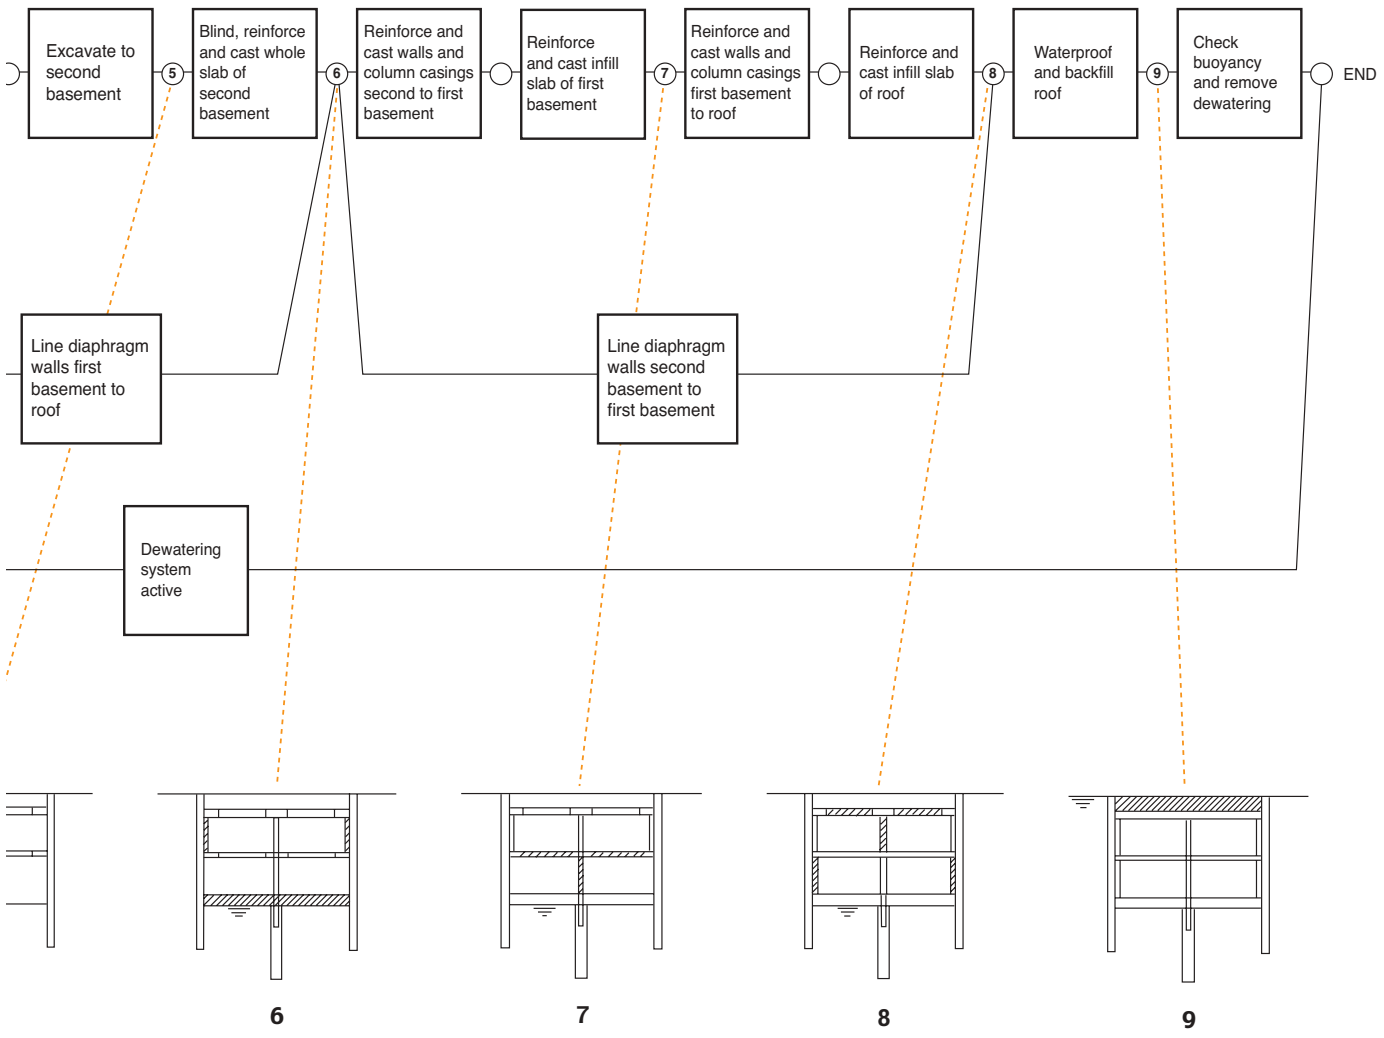 Excavate to
second
basement
5
Blind, reinforce
and cast whole
slab of
second
basement
6
Reinforce and
cast walls and
column casings
second to first
basement
Reinforce
and cast infill
slab of first
basement
7
Reinforce and
cast walls and
column casings
first basement
to roof
Reinforce and
cast infill slab
of roof
8
Waterproof
and backfill
roof
9
Check
buoyancy
and remove
dewatering
END
Line diaphragm
walls first
basement to
roof
Line diaphragm
walls second
basement to
first basement
Dewatering
system
active
6
7
8
9